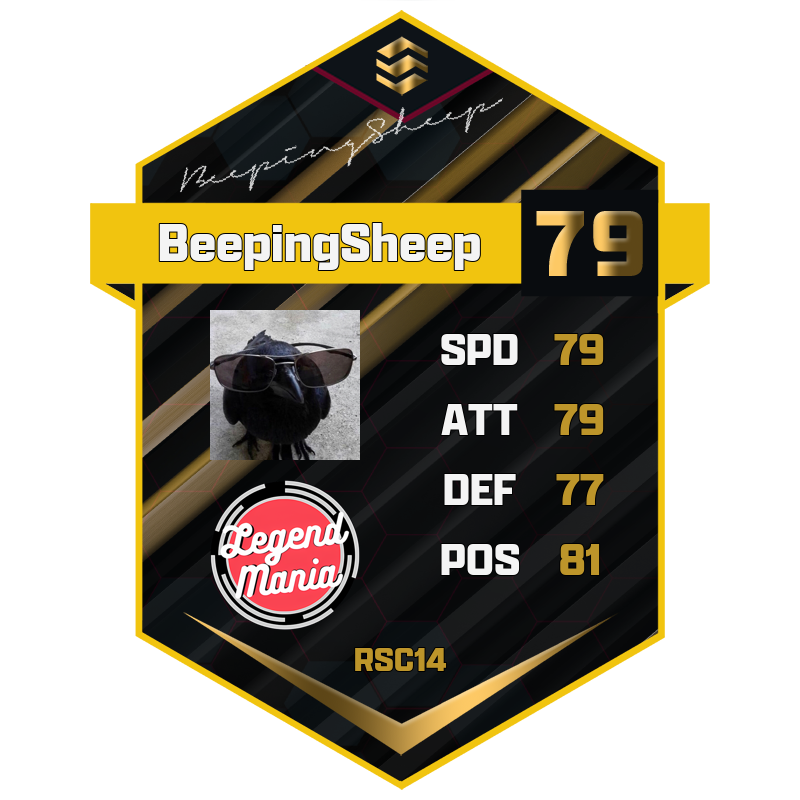 BeepingSheep
BeepingSheep 79
SPD 79
ATT 79
DEF 77
POS 81
Legend
Mania
RSC14